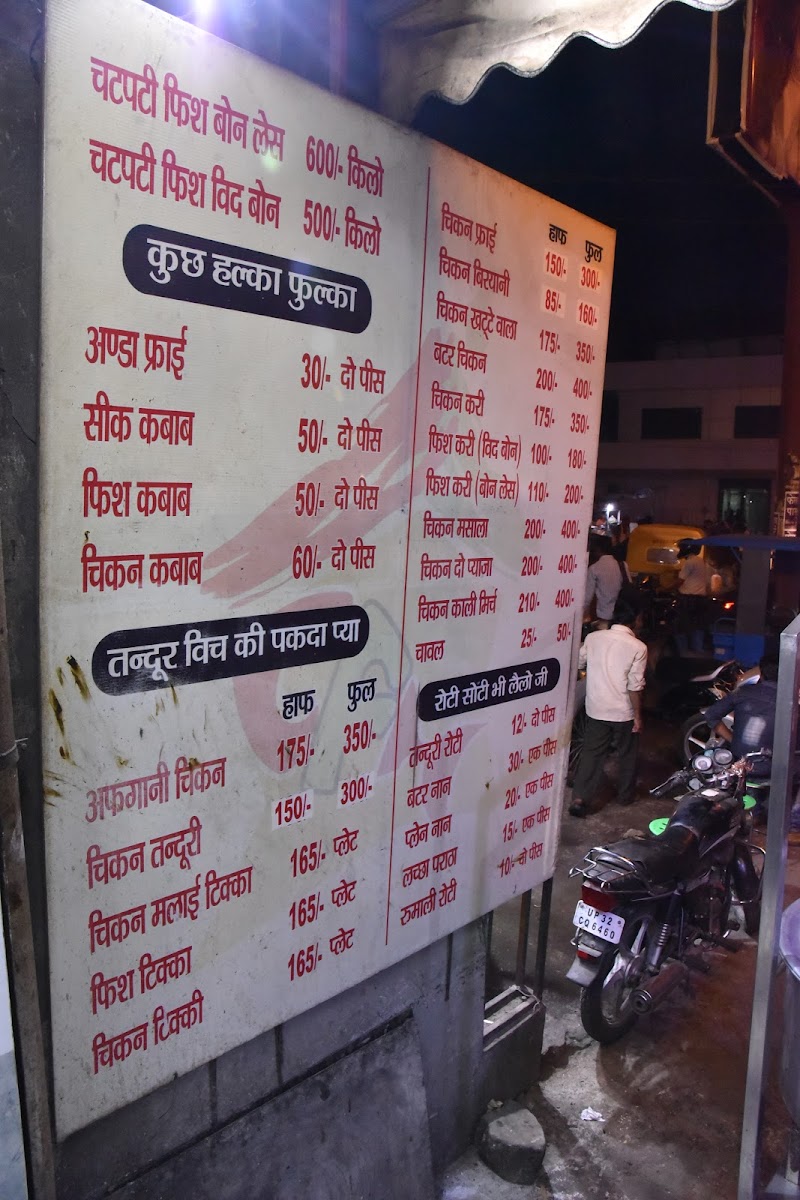 चटपटी फिश बोन लेस 600/- किलो
चटपटी फिश विद बोन 500/- किलो
कुछ हल्का फुल्का
अण्डा फ्राई 30/- दो पीस
सीक कबाब 50/- दो पीस
फिश कबाब 50/- दो पीस
चिकन कबाब 60/- दो पीस
तन्दूर विच की पकदा प्या
हाफ फुल
अफगानी चिकन 175/- 350/-
चिकन तन्दूरी 150/- 300/-
चिकन मलाई टिक्का 165/- प्लेट
फिश टिक्का 165/- प्लेट
चिकन टिक्की 165/- प्लेट
हाफ फुल
चिकन फ्राई 150/- 300/-
चिकन बिरयानी 85/- 160/-
चिकन खट्टे वाला 175/- 350/-
बटर चिकन 200/- 400/-
चिकन करी 175/- 350/-
फिश करी (विद बोन) 100/- 180/-
फिश करी (बोन लेस) 110/- 200/-
चिकन मसाला 200/- 400/-
चिकन दो प्याजा 200/- 400/-
चिकन काली मिर्च 210/- 400/-
चावल 25/- 50/-
रोटी सोटी भी लैलो जी
तन्दूरी रोटी 12/- दो पीस
बटर नान 30/- एक पीस
प्लेन नान 20/- एक पीस
लच्छा पराठा 15/- एक पीस
रुमाली रोटी 10/- दो पीस
UP 32
CQ 6460